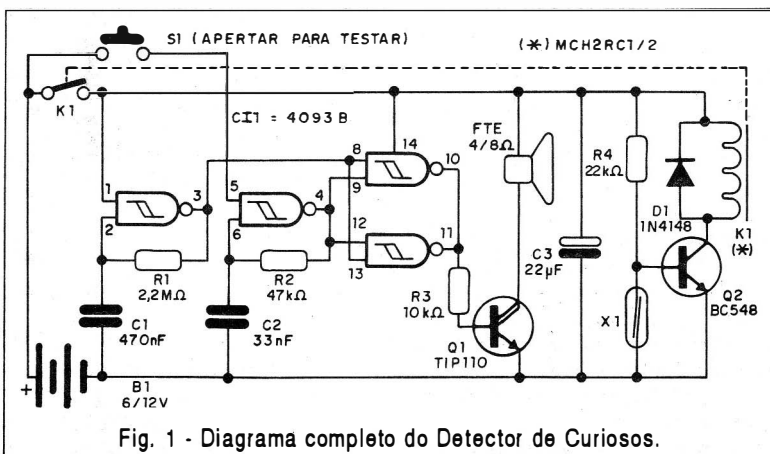 S1 (APERTAR PARA TESTAR)
(*) MCH2RC1/2
K1
CI1 = 4093B
1
2
3
5
6
4
8
9
14
10
12
13
11
FTE
4/8Ω
R4
22kΩ
D1
1N4148
K1
(*)
R1
2,2MΩ
R2
47kΩ
R3
10kΩ
C3
22µF
X1
Q2
BC548
C1
470nF
C2
33nF
Q1
TIP110
+
B1
6/12V
Fig. 1 - Diagrama completo do Detector de Curiosos.